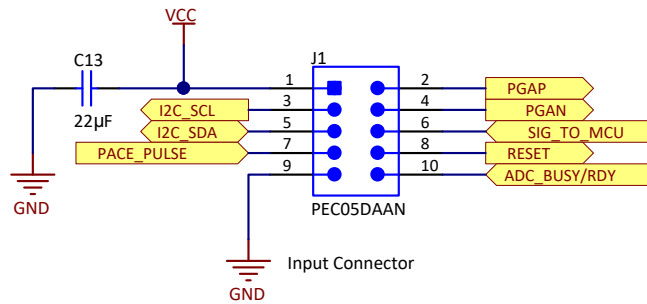 VCC
C13
22µF
GND
J1
1
2
PGAP
I2C_SCL
3
4
PGAN
I2C_SDA
5
6
SIG_TO_MCU
PACE_PULSE
7
8
RESET
9
10
ADC_BUSY/RDY
PEC05DAAN
Input Connector
GND